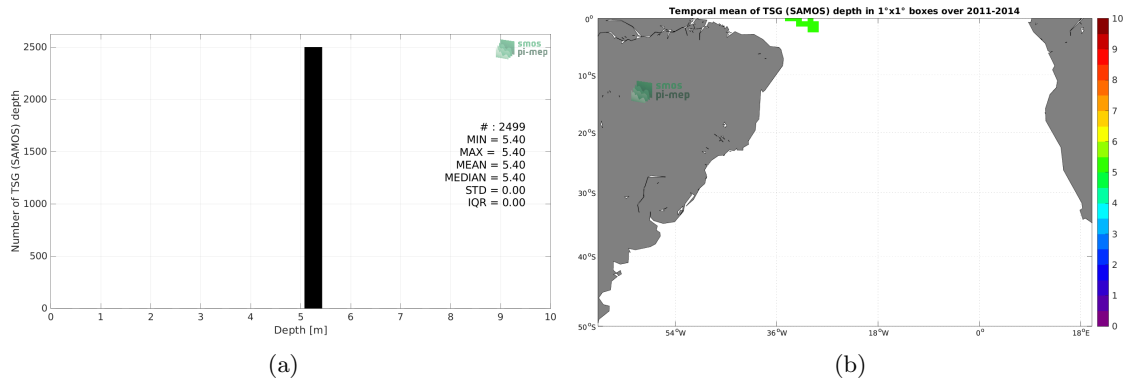 Number of TSG (SAMOS) depth
2500
2000
1500
1000
500
0
smos
pi-mep
# : 2499
MIN = 5.40
MAX = 5.40
MEAN = 5.40
MEDIAN = 5.40
STD = 0.00
IQR = 0.00
0 1 2 3 4 5 6 7 8 9 10
Depth [m]
(a)
Temporal mean of TSG (SAMOS) depth in 1°x1° boxes over 2011-2014
0°
10°S
20°S
30°S
40°S
50°S
smos
pi-mep
54°W 36°W 18°W 0° 18°E
10
9
8
7
6
5
4
3
2
1
0
(b)